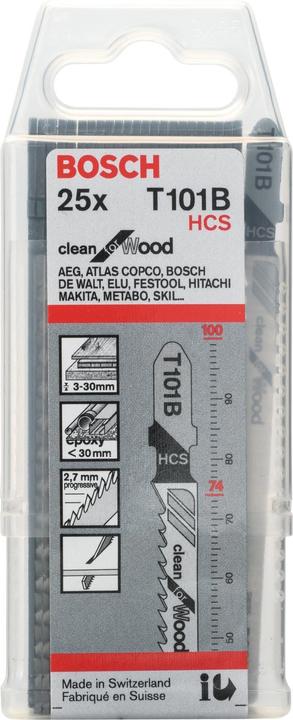 BOSCH
25x T101B
HCS
clean for Wood
AEG, ATLAS COPCO, BOSCH
DE WALT, ELU, FESTOOL, HITACHI
MAKITA, METABO, SKIL...
3-30mm
epoxy
< 30 mm
2,7 mm
progressive
T101B
HCS
clean for Wood
100
90
80
74
70
60
50
T101B
HCS
clean for Wood
Made in Switzerland
Fabriqué en Suisse